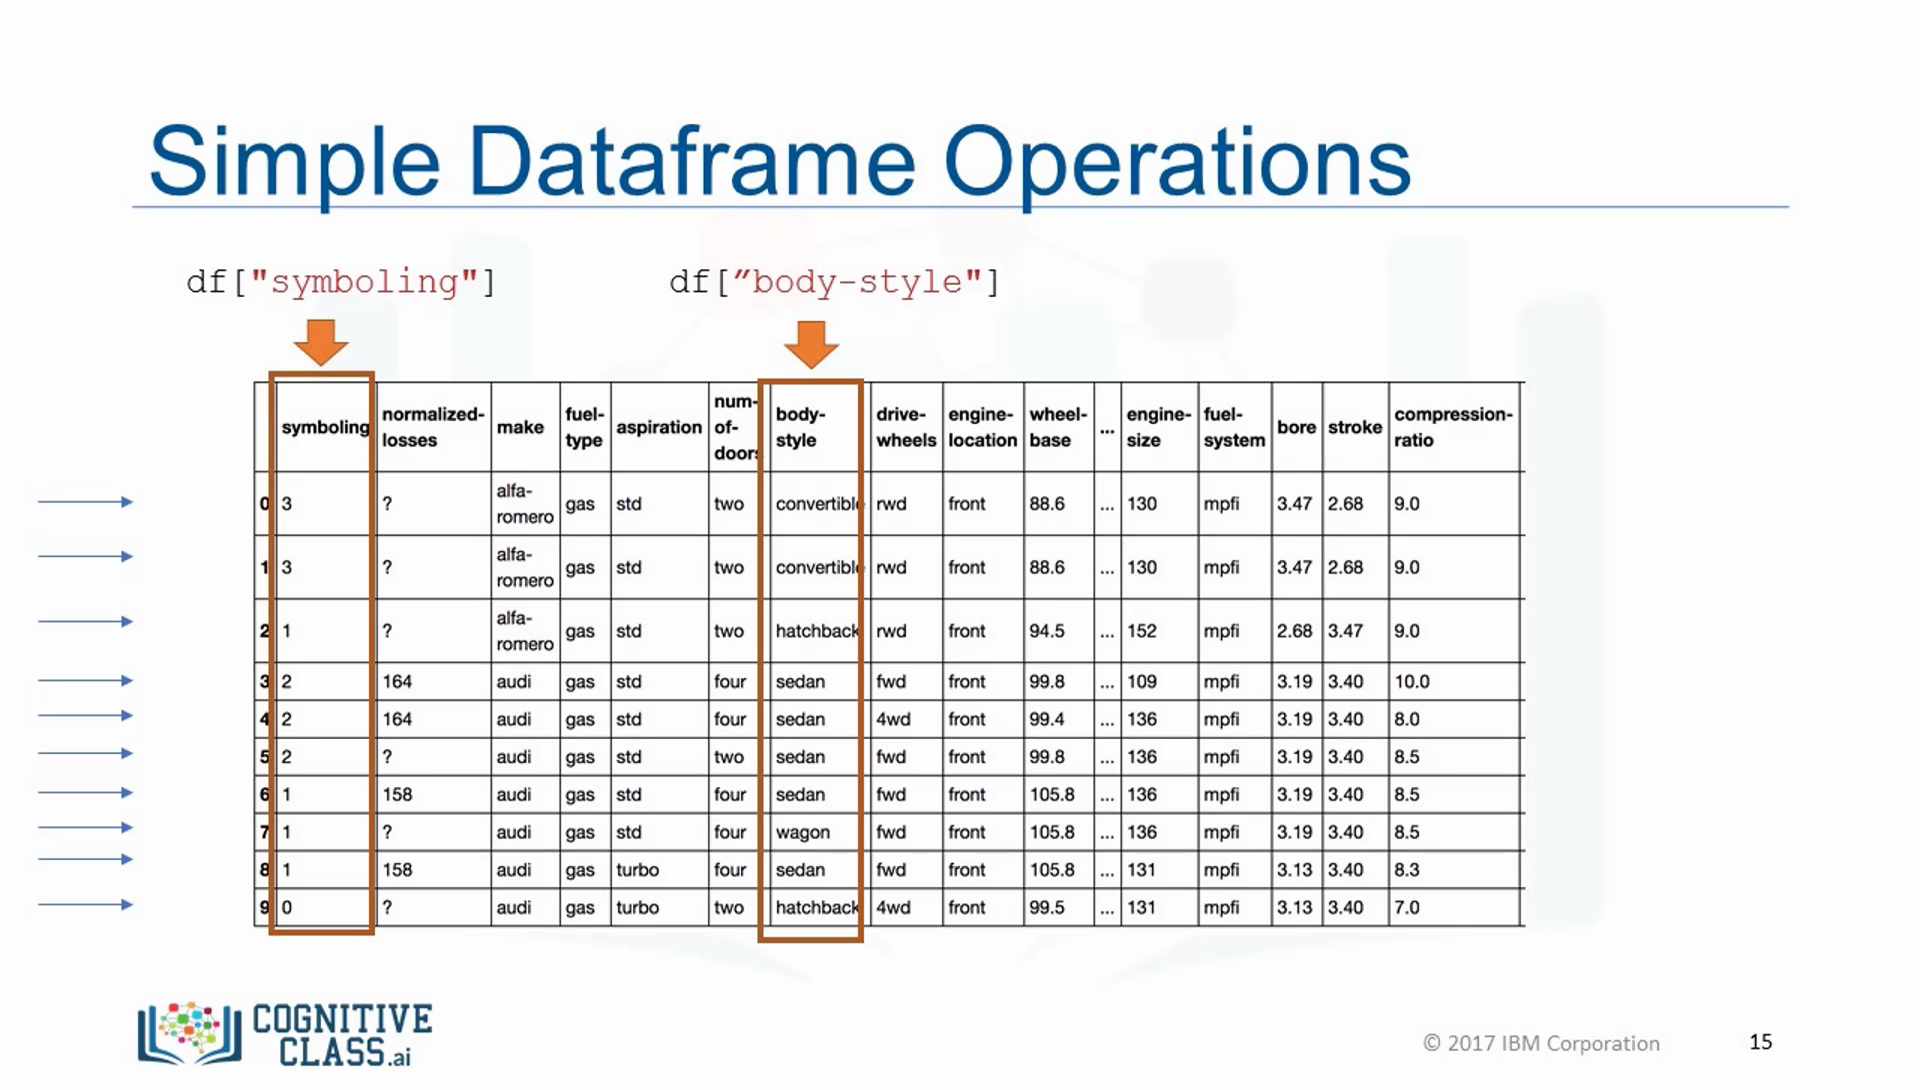 Simple Dataframe Operations
df["symboling"] df[”body-style"]
symboling normalized-losses make fuel-type aspiration num-of-doors body-style drive-wheels engine-location wheel-base ... engine-size fuel-system bore stroke compression-ratio
0 3 ? alfa-romero gas std two convertible rwd front 88.6 ... 130 mpfi 3.47 2.68 9.0
1 3 ? alfa-romero gas std two convertible rwd front 88.6 ... 130 mpfi 3.47 2.68 9.0
2 1 ? alfa-romero gas std two hatchback rwd front 94.5 ... 152 mpfi 2.68 3.47 9.0
3 2 164 audi gas std four sedan fwd front 99.8 ... 109 mpfi 3.19 3.40 10.0
4 2 164 audi gas std four sedan 4wd front 99.4 ... 136 mpfi 3.19 3.40 8.0
5 2 ? audi gas std two sedan fwd front 99.8 ... 136 mpfi 3.19 3.40 8.5
6 1 158 audi gas std four sedan fwd front 105.8 ... 136 mpfi 3.19 3.40 8.5
7 1 ? audi gas std four wagon fwd front 105.8 ... 136 mpfi 3.19 3.40 8.5
8 1 158 audi gas turbo four sedan fwd front 105.8 ... 131 mpfi 3.13 3.40 8.3
9 0 ? audi gas turbo two hatchback 4wd front 99.5 ... 131 mpfi 3.13 3.40 7.0
COGNITIVE
CLASS.ai
© 2017 IBM Corporation 15